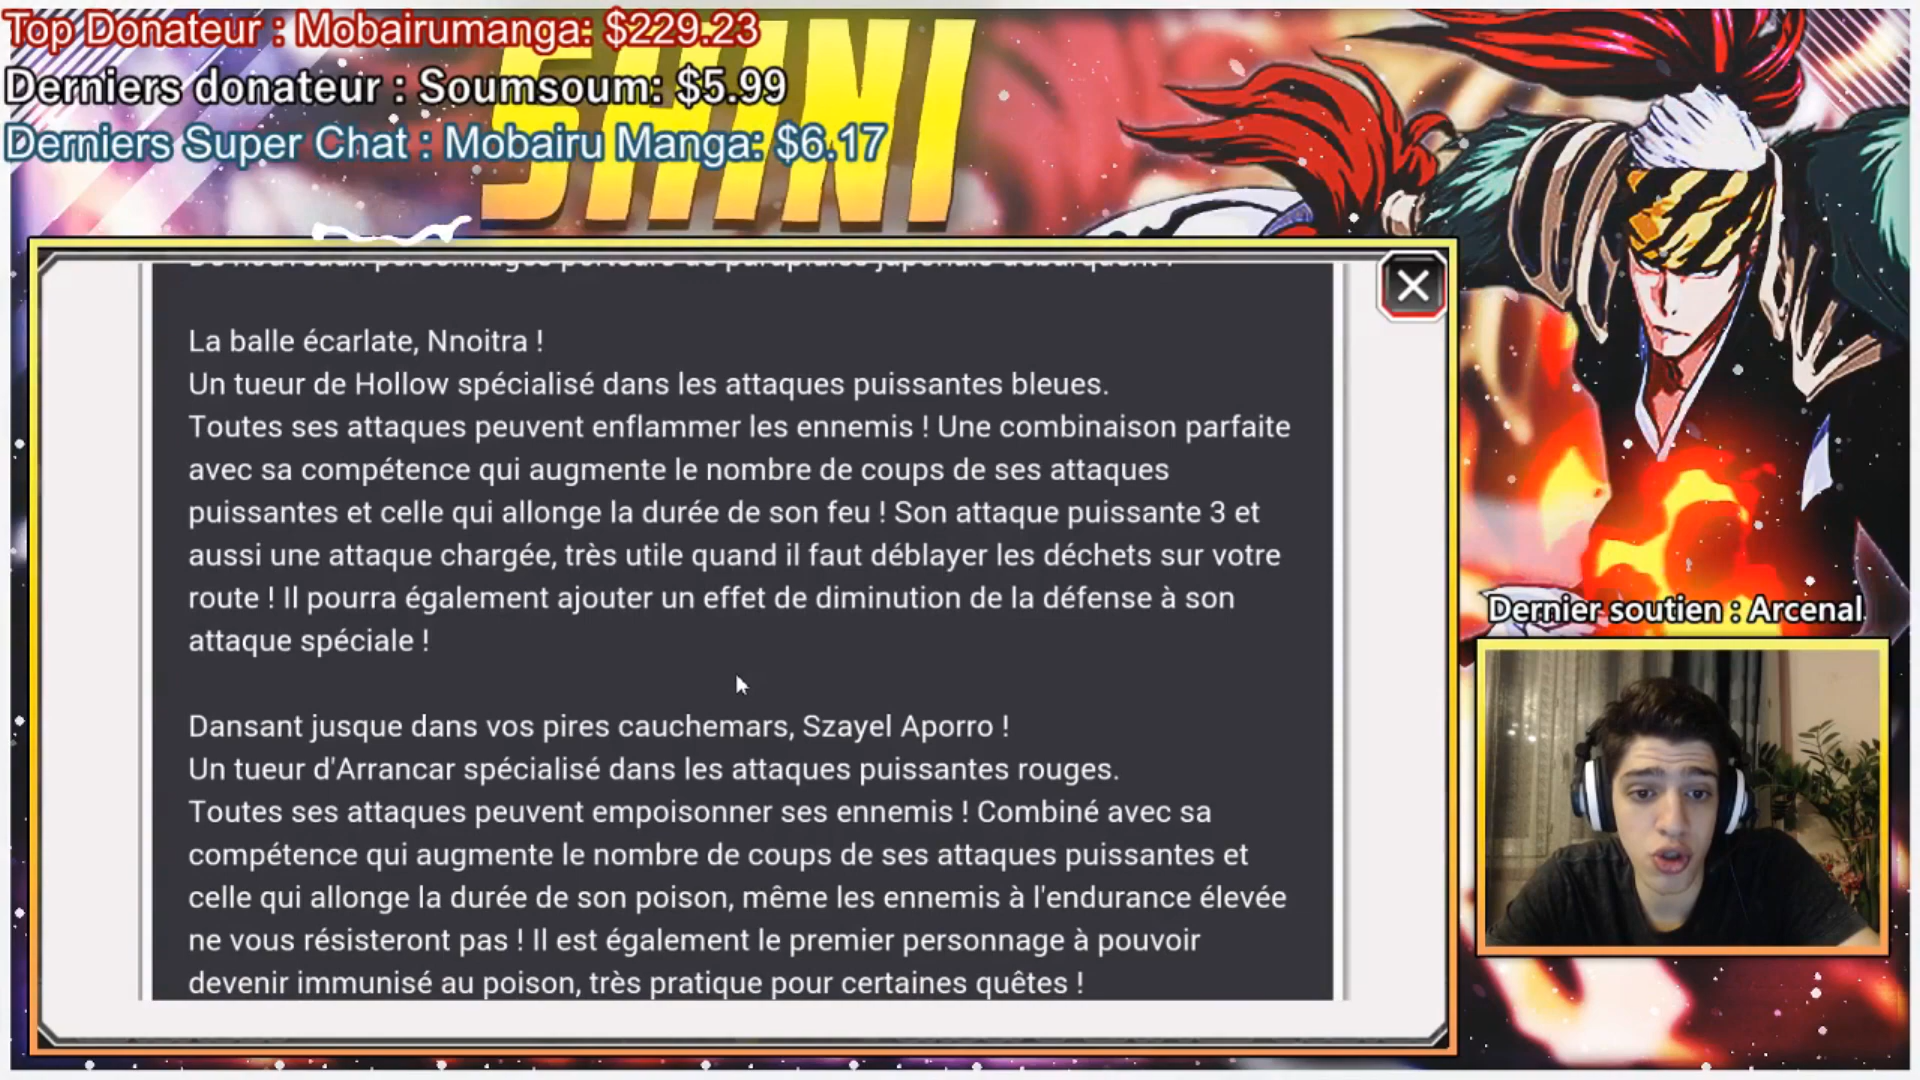 Top Donateur : Mobairumanga: $229.23
Derniers donateur : Soumsoum: $5.99
Derniers Super Chat : Mobairu Manga: $6.17
SHINI
De nouveaux personnages porteurs de parapluies japonais débarquent !
La balle écarlate, Nnoitra !
Un tueur de Hollow spécialisé dans les attaques puissantes bleues.
Toutes ses attaques peuvent enflammer les ennemis ! Une combinaison parfaite
avec sa compétence qui augmente le nombre de coups de ses attaques
puissantes et celle qui allonge la durée de son feu ! Son attaque puissante 3 et
aussi une attaque chargée, très utile quand il faut déblayer les déchets sur votre
route ! Il pourra également ajouter un effet de diminution de la défense à son
attaque spéciale !
Dansant jusque dans vos pires cauchemars, Szayel Aporro !
Un tueur d'Arrancar spécialisé dans les attaques puissantes rouges.
Toutes ses attaques peuvent empoisonner ses ennemis ! Combiné avec sa
compétence qui augmente le nombre de coups de ses attaques puissantes et
celle qui allonge la durée de son poison, même les ennemis à l'endurance élevée
ne vous résisteront pas ! Il est également le premier personnage à pouvoir
devenir immunisé au poison, très pratique pour certaines quêtes !
Dernier soutien : Arcenal